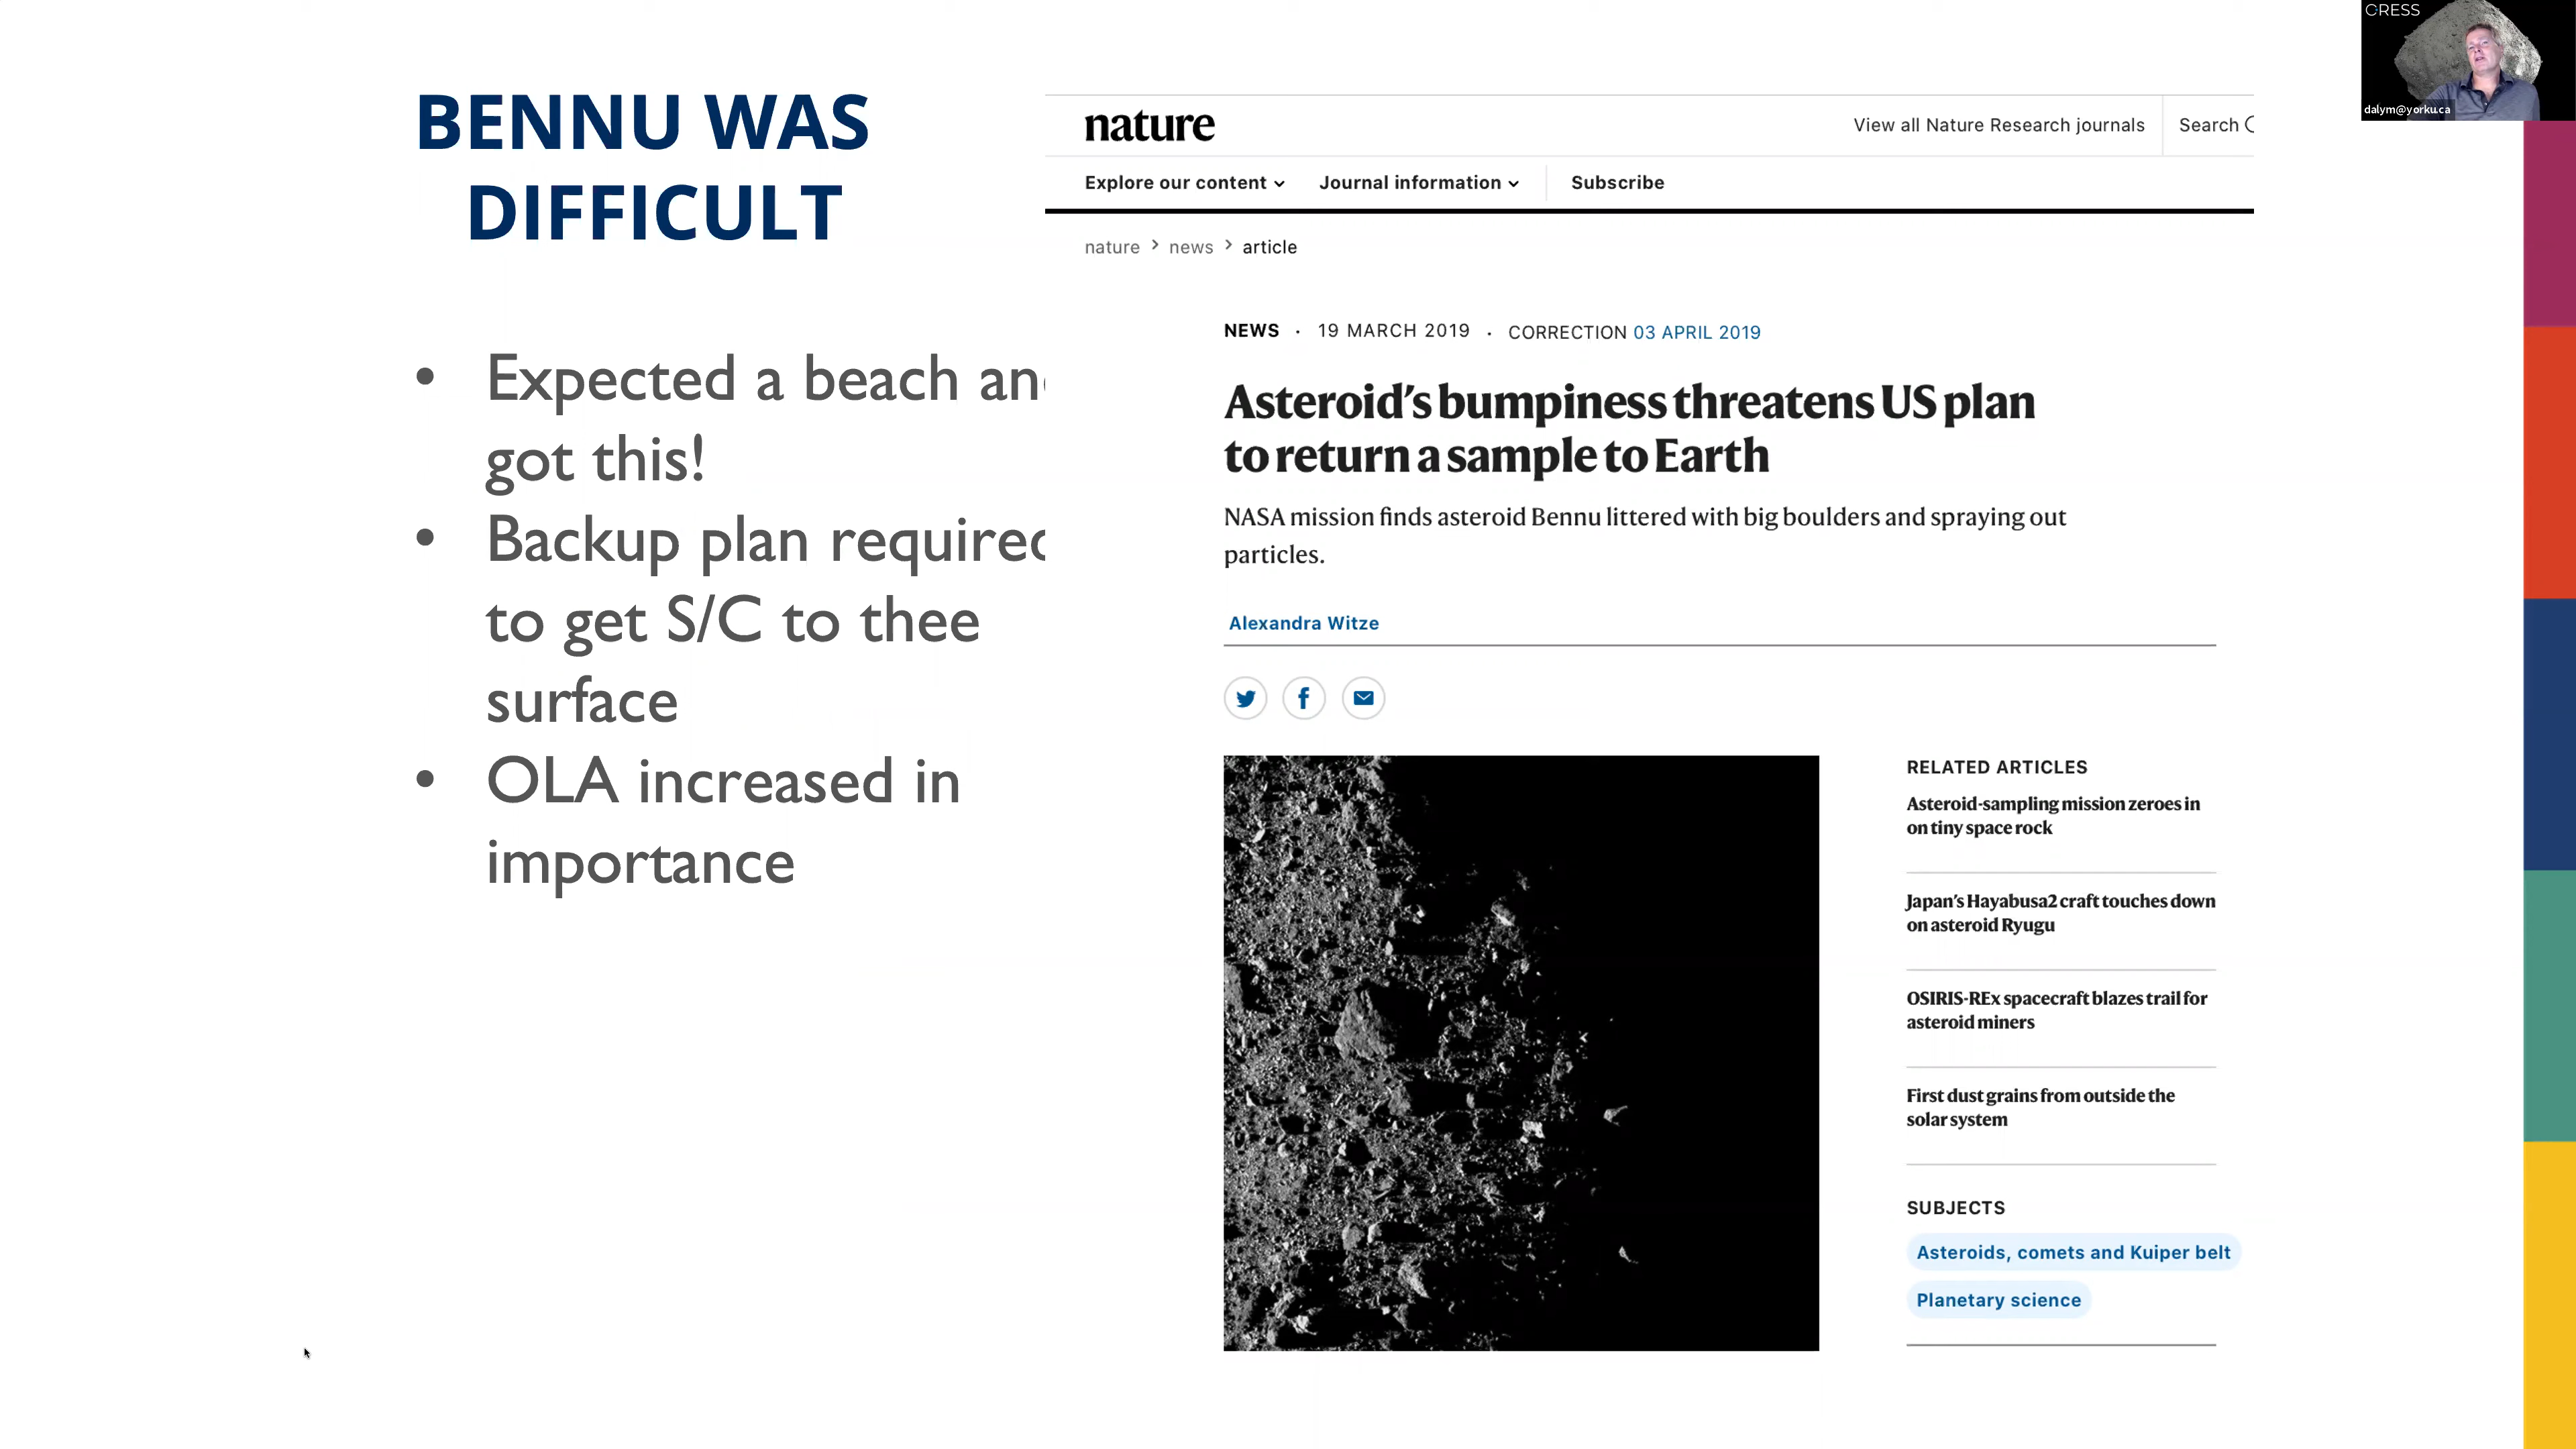 BENNU WAS
DIFFICULT
• Expected a beach an
got this!
• Backup plan require
to get S/C to thee
surface
• OLA increased in
importance
nature
View all Nature Research journals
Search
Explore our content
Journal information
Subscribe
nature > news > article
NEWS · 19 MARCH 2019 · CORRECTION 03 APRIL 2019
Asteroid’s bumpiness threatens US plan
to return a sample to Earth
NASA mission finds asteroid Bennu littered with big boulders and spraying out
particles.
Alexandra Witze
RELATED ARTICLES
Asteroid-sampling mission zeroes in
on tiny space rock
Japan’s Hayabusa2 craft touches down
on asteroid Ryugu
OSIRIS-REx spacecraft blazes trail for
asteroid miners
First dust grains from outside the
solar system
SUBJECTS
Asteroids, comets and Kuiper belt
Planetary science
CRESS
dalym@yorku.ca